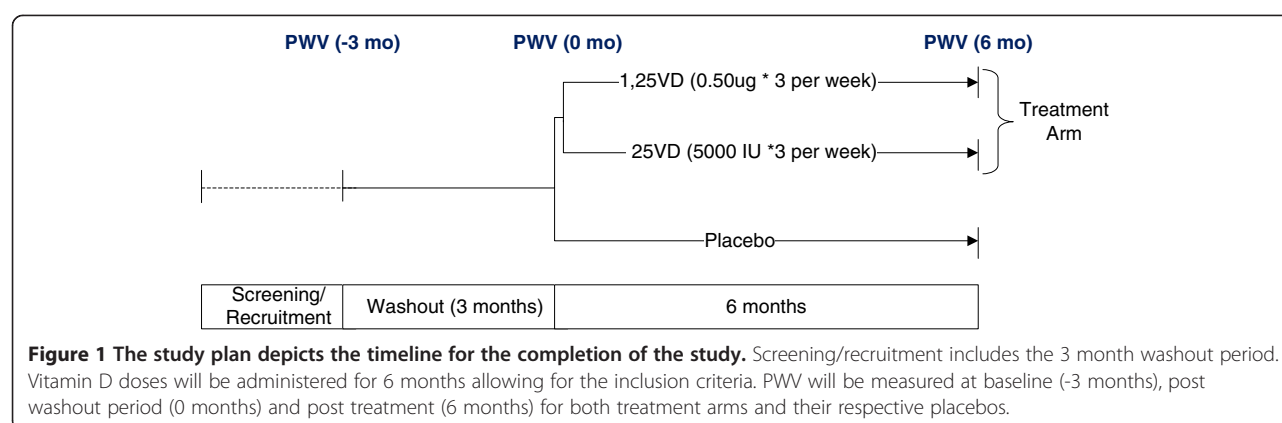 PWV (-3 mo) PWV (0 mo) PWV (6 mo)
1,25VD (0.50ug * 3 per week)
Treatment
Arm
25VD (5000 IU *3 per week)
Placebo
Screening/
Recruitment
Washout (3 months)
6 months
Figure 1 The study plan depicts the timeline for the completion of the study. Screening/recruitment includes the 3 month washout period.
Vitamin D doses will be administered for 6 months allowing for the inclusion criteria. PWV will be measured at baseline (-3 months), post
washout period (0 months) and post treatment (6 months) for both treatment arms and their respective placebos.